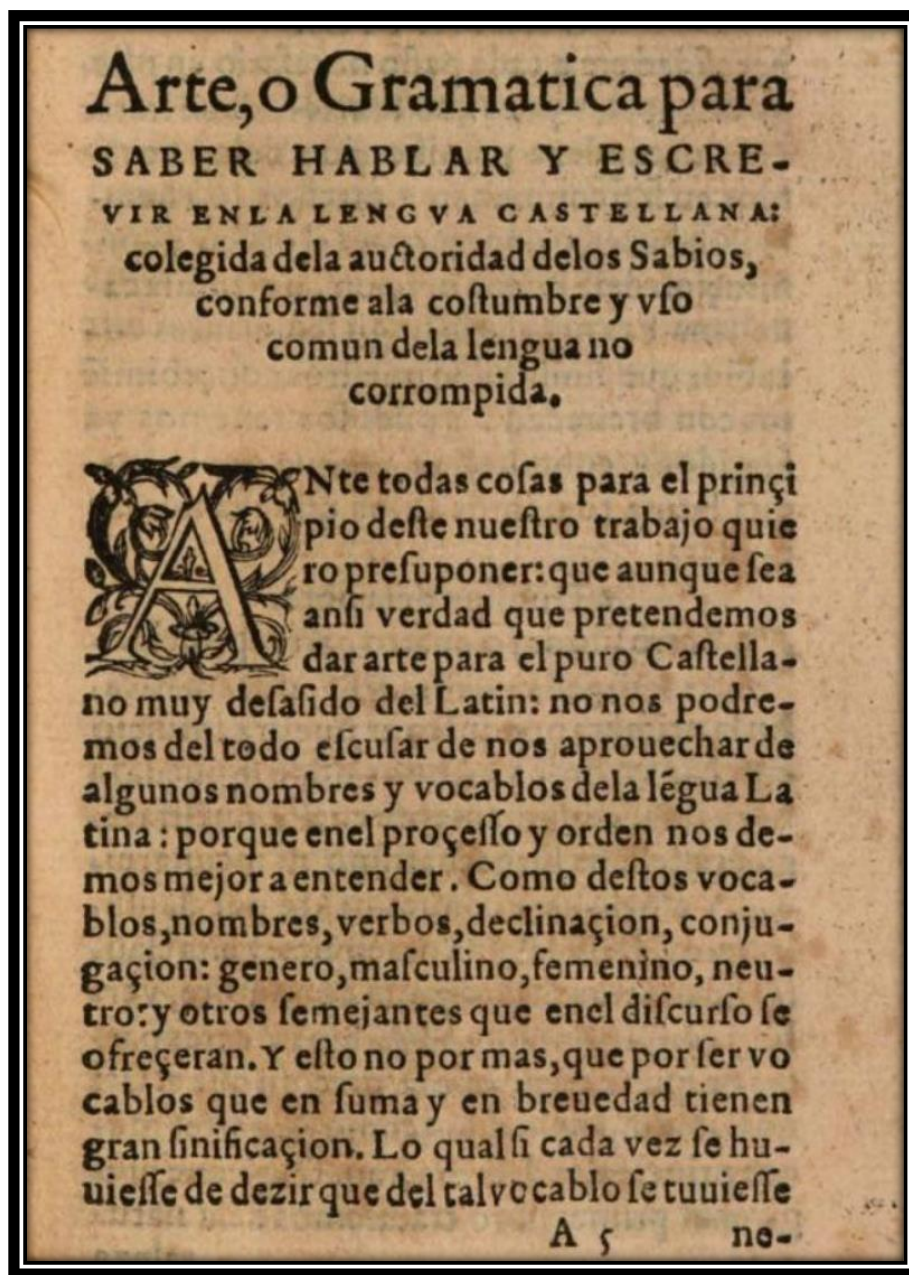 Arte, o Gramatica para
SABER HABLAR Y ESCRE-
VIR ENLA LENGVA CASTELLANA:
colegida dela auctoridad delos Sabios,
conforme ala coſtumbre y vſo
comun dela lengua no
corrompida.
ANte todas coſas para el prinçi
pio deſte nueſtro trabajo quie
ro preſuponer: que aunque ſea
anſi verdad que pretendemos
dar arte para el puro Caſtella-
no muy deſaſido del Latin: no nos podre-
mos del todo eſcuſar de nos aprouechar de
algunos nombres y vocablos dela légua La
tina : porque enel proçeſſo y orden nos de-
mos mejor a entender. Como deſtos voca-
blos, nombres, verbos, declinaçion, conju-
gaçion: genero, maſculino, femenino, neu-
tro: y otros ſemejantes que enel diſcurſo ſe
ofreçeran. Y eſto no por mas, que por ſer vo
cablos que en ſuma y en breuedad tienen
gran ſinificaçion. Lo qual ſi cada vez ſe hu-
uieſſe de dezir que del tal vocablo ſe tuuieſſe
A 5 ne-